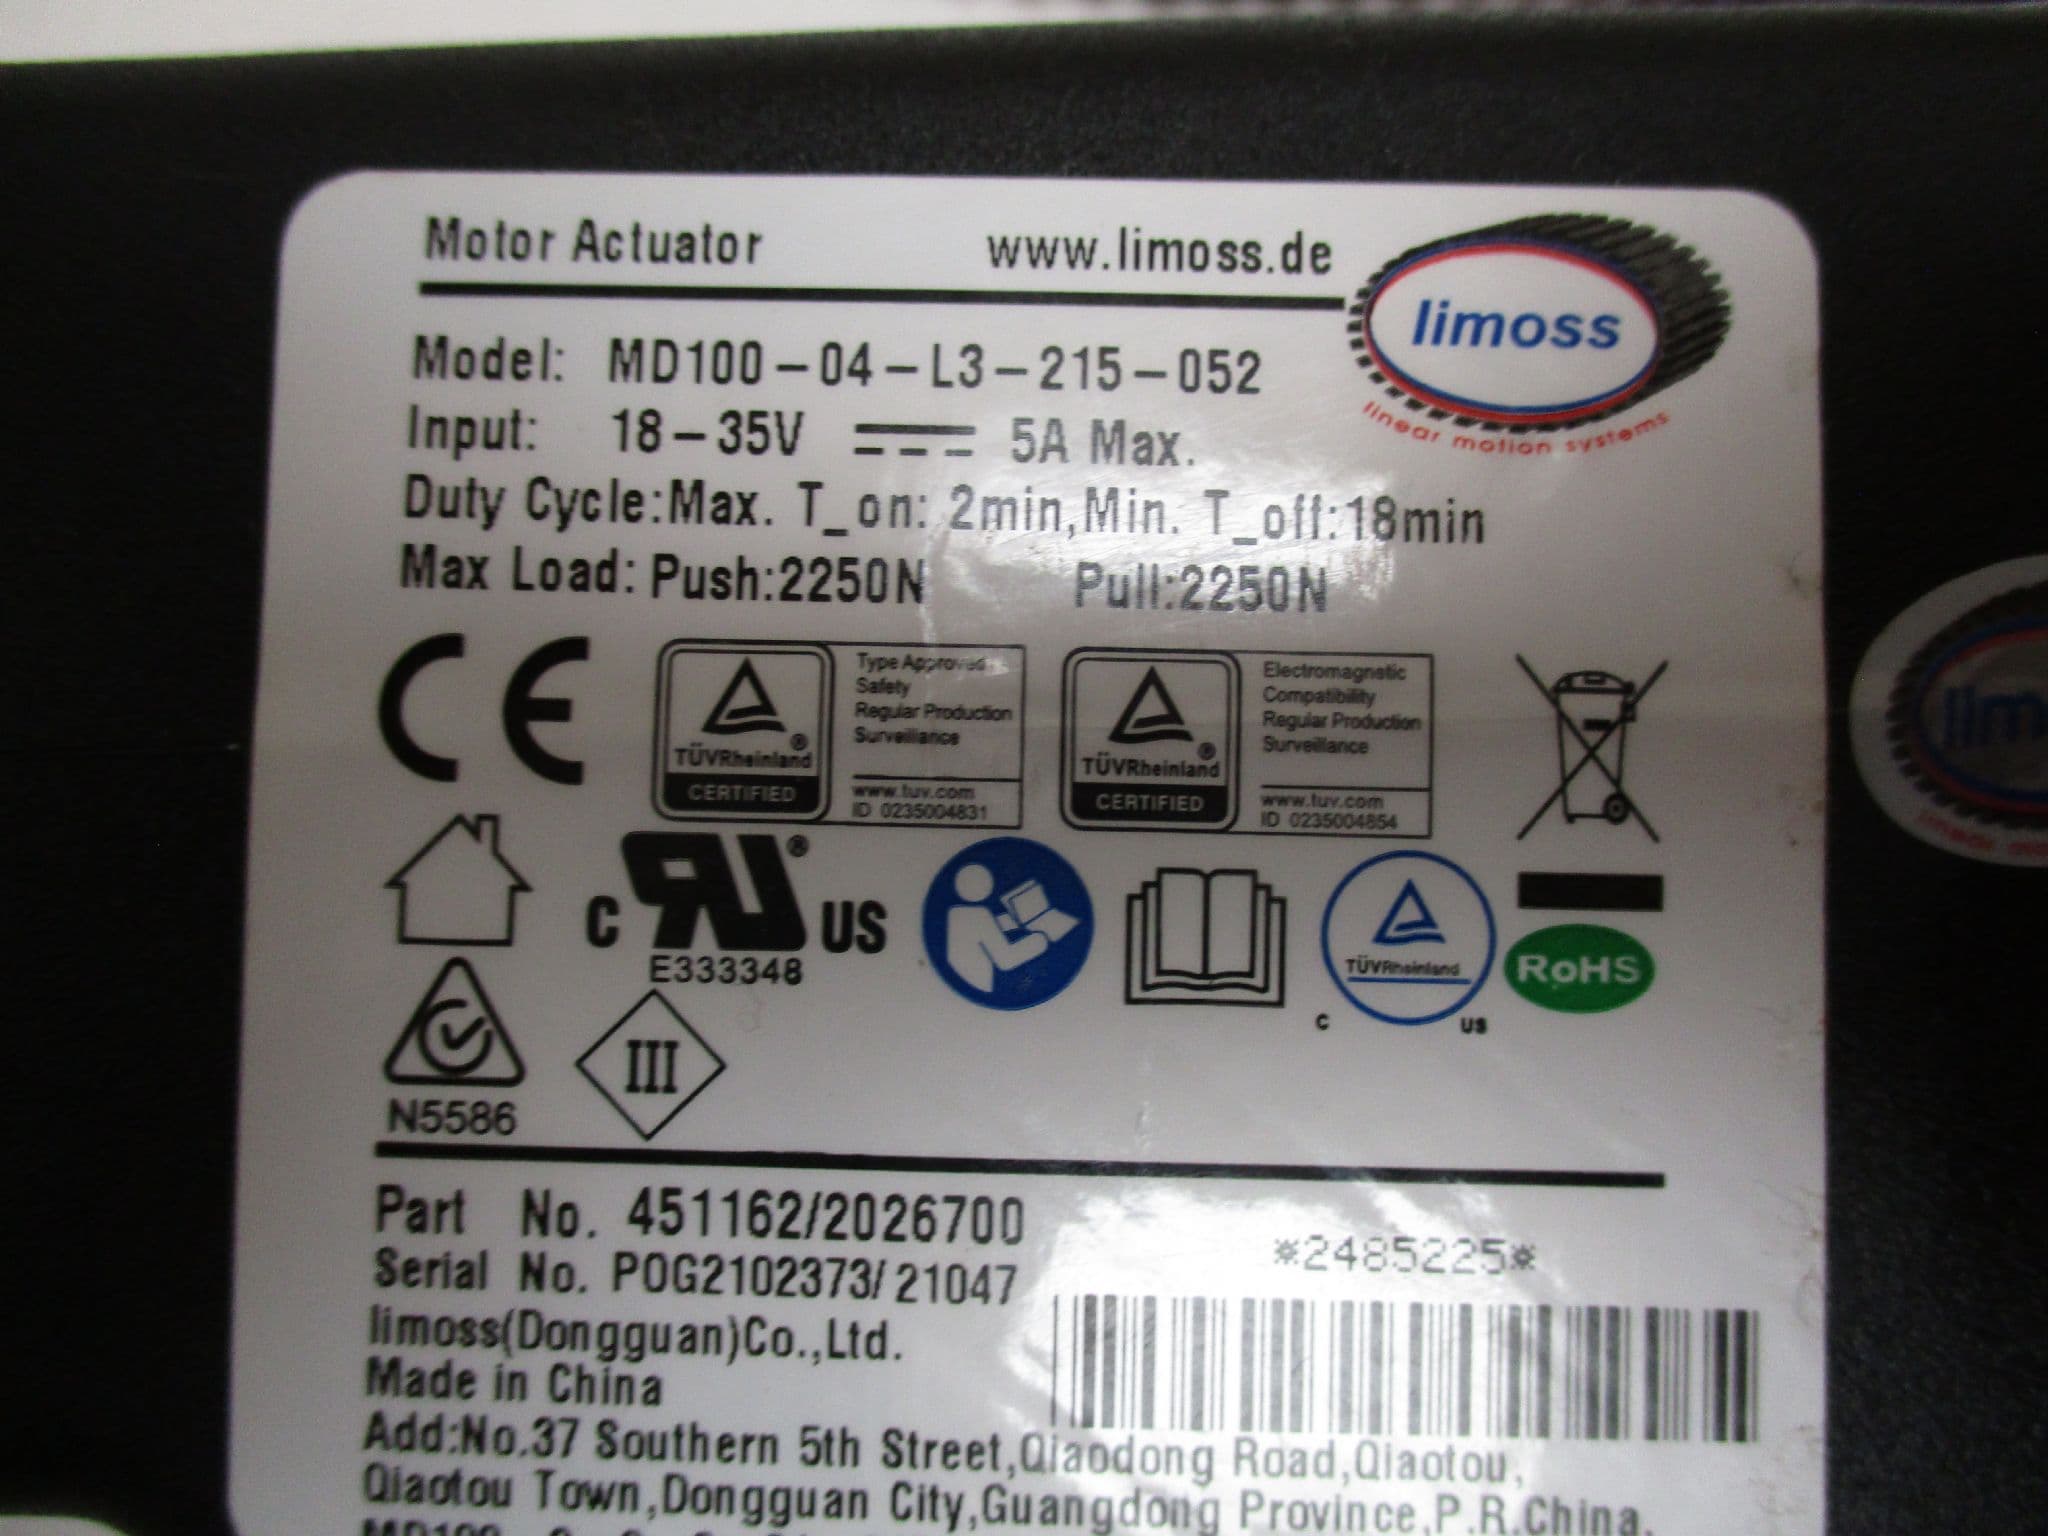 Motor Actuator www.limoss.de
limoss
linear motion systems
Model: MD100-04-L3-215-052
Input: 18-35V 5A Max.
Duty Cycle:Max. T_on: 2min,Min. T_off:18min
Max Load: Push:2250N Pull:2250N
CE
TÜVRheinland®
CERTIFIED
Type Approved
Safety
Regular Production
Surveillance
www.tuv.com
ID 0235004831
TÜVRheinland®
CERTIFIED
Electromagnetic
Compatibility
Regular Production
Surveillance
www.tuv.com
ID 0235004854
C RU® US
E333348
TÜVRheinland
C US
RoHS
N5586
III
Part No. 451162/2026700
*2485225*
Serial No. POG2102373/21047
limoss(Dongguan)Co.,Ltd.
Made in China
Add:No.37 Southern 5th Street,Qiaodong Road,Qiaotou,
Qiaotou Town,Dongguan City,Guangdong Province,P.R.China.